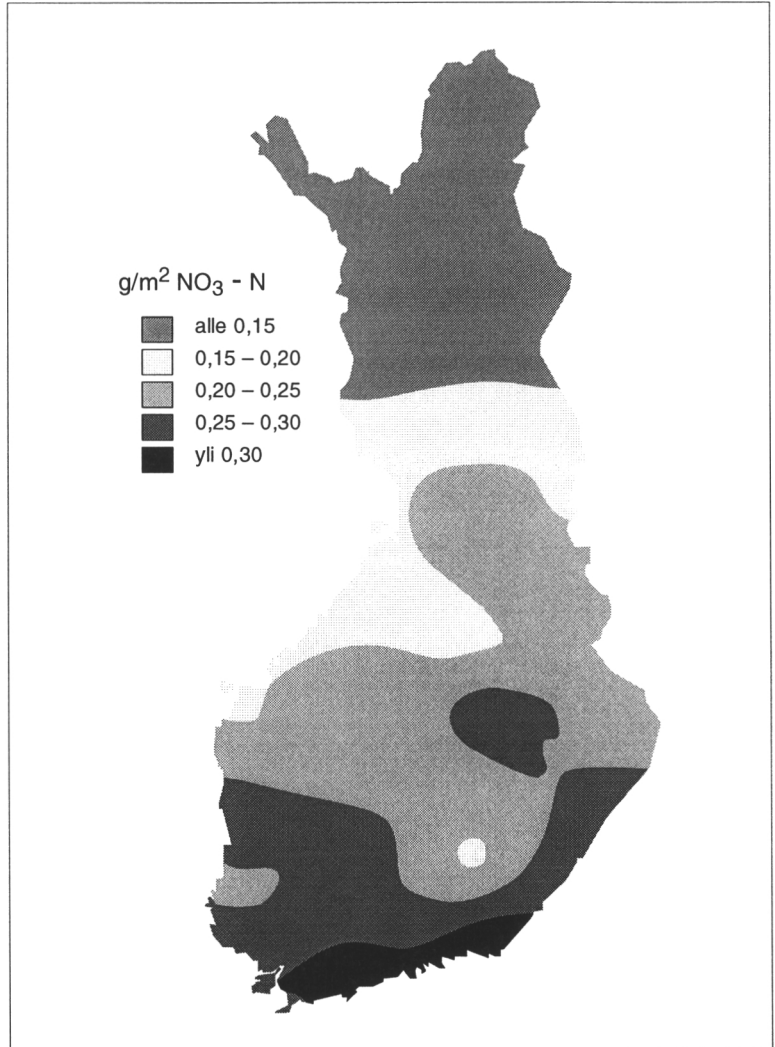 g/m² NO₃ - N
alle 0,15
0,15 – 0,20
0,20 – 0,25
0,25 – 0,30
yli 0,30